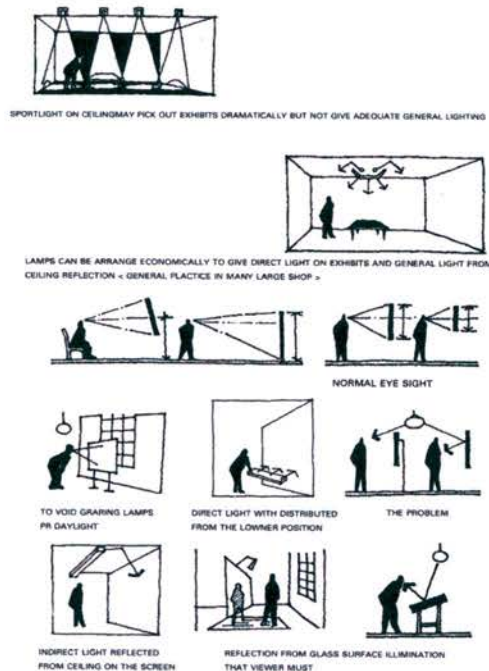 SPORTLIGHT ON CEILINGMAY PICK OUT EXHIBITS DRAMATICALLY BUT NOT GIVE ADEQUATE GENERAL LIGHTING
LAMPS CAN BE ARRANGE ECONOMICALLY TO GIVE DIRECT LIGHT ON EXHIBITS AND GENERAL LIGHT FROM
CEILING REFLECTION < GENERAL PLACTICE IN MANY LARGE SHOP >
NORMAL EYE SIGHT
TO VOID GRARING LAMPS
PR DAYLIGHT
DIRECT LIGHT WITH DISTRIBUTED
FROM THE LOWNER POSITION
THE PROBLEM
INDIRECT LIGHT REFLECTED
FROM CEILING ON THE SCREEN
REFLECTION FROM GLASS SURFACE ILLIMINATION
THAT VIEWER MUST